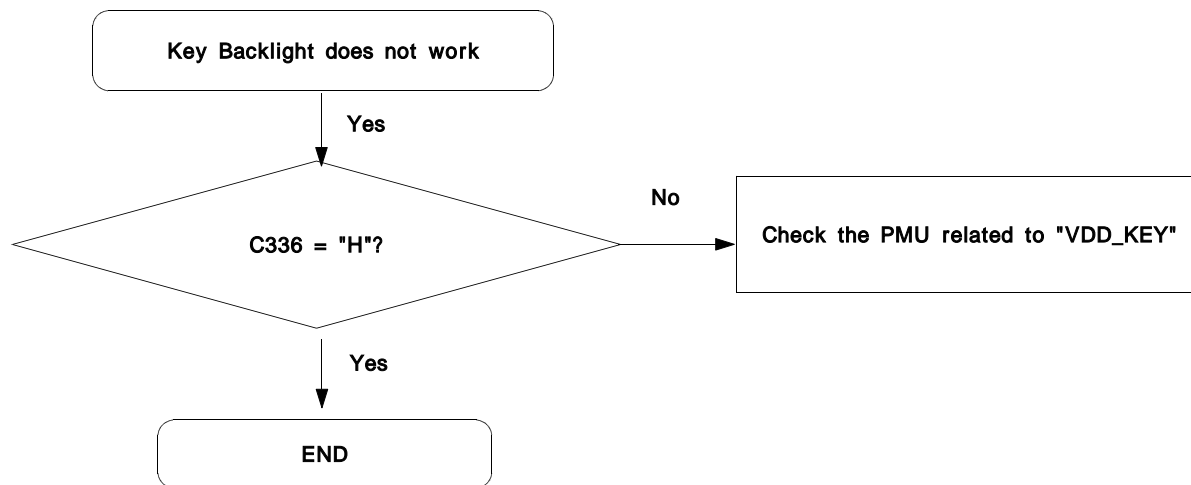 Key Backlight does not work
Yes
C336 = "H"?
No
Check the PMU related to "VDD_KEY"
Yes
END